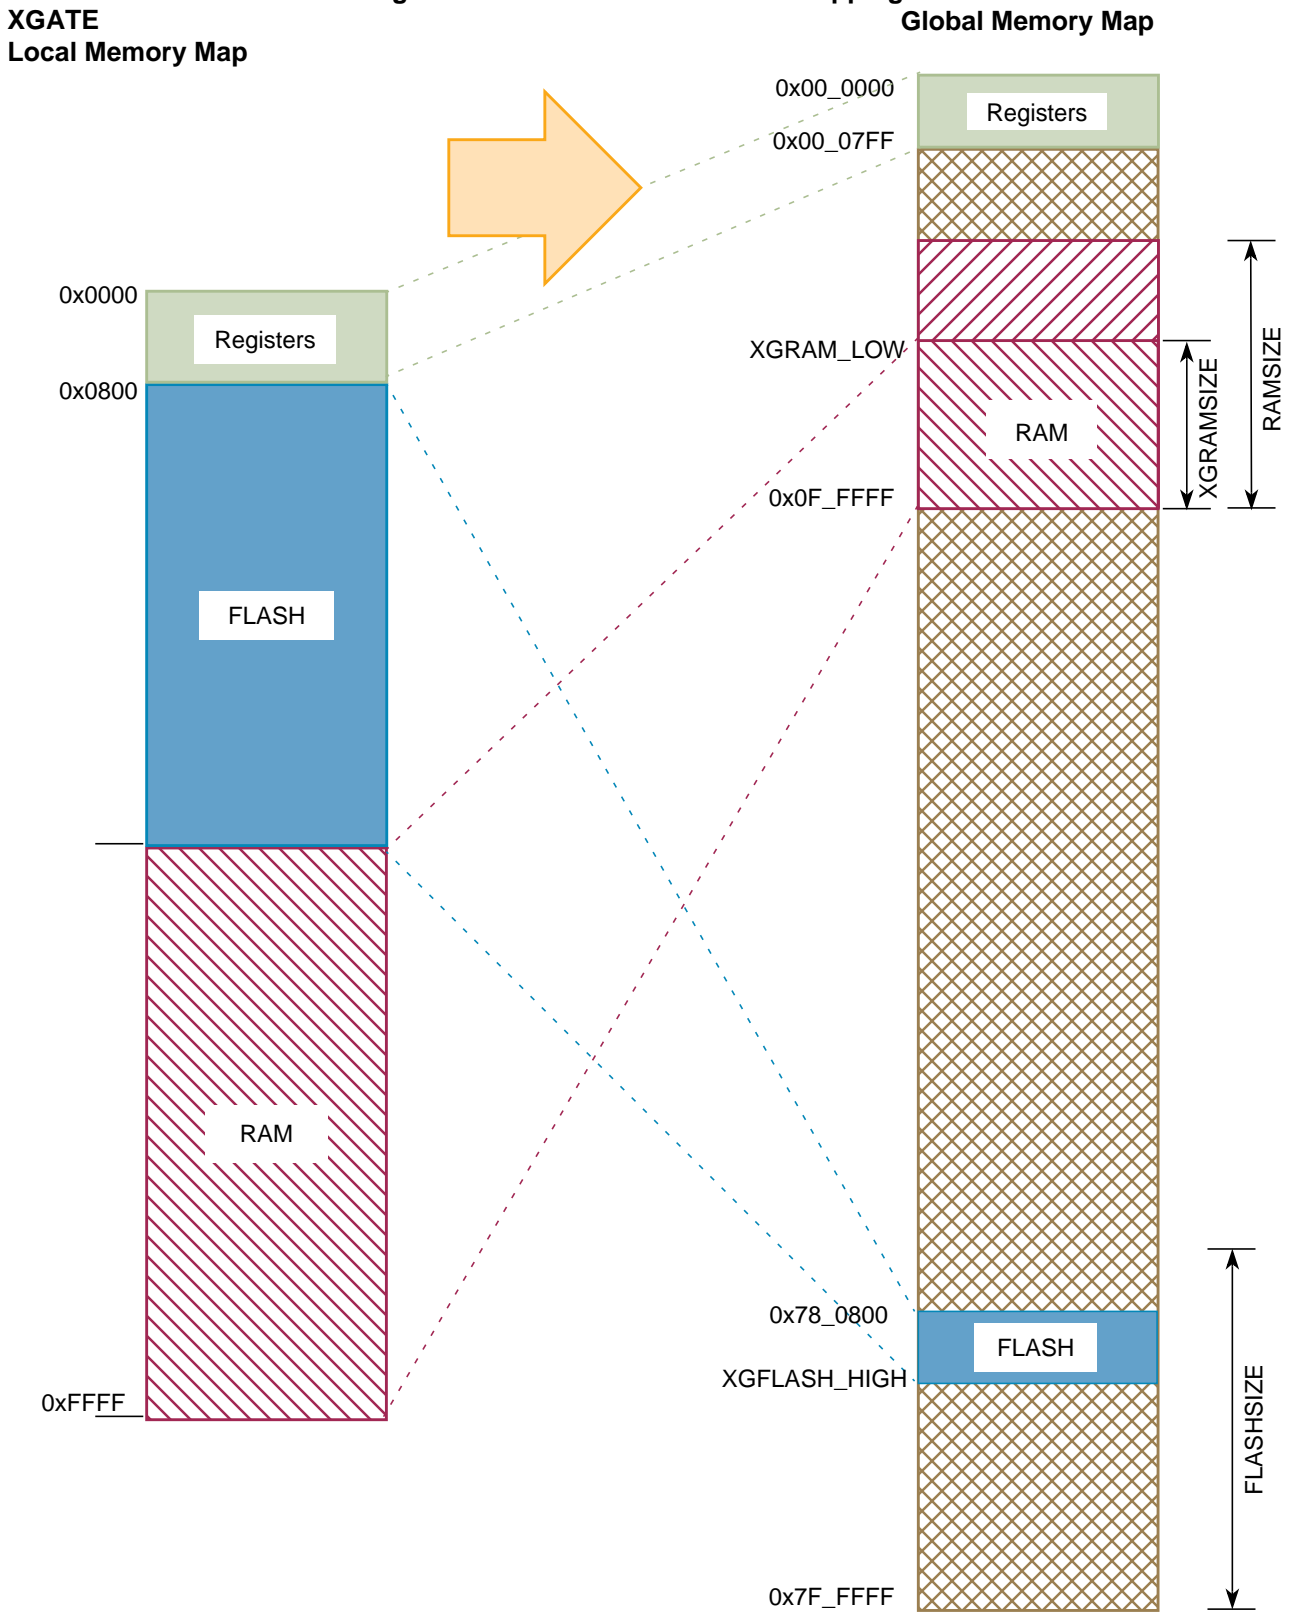 XGATE
Local Memory Map
Global Memory Map
0x00_0000
Registers
0x00_07FF
0x0000
Registers
0x0800
XGRAM_LOW
RAM
XGRAMSIZE
RAMSIZE
0x0F_FFFF
FLASH
RAM
0x78_0800
FLASH
XGFLASH_HIGH
0xFFFF
FLASHSIZE
0x7F_FFFF